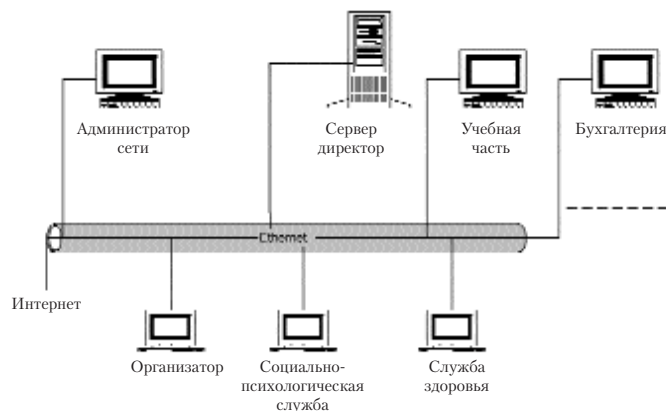 Администратор
сети
Сервер
директор
Учебная
часть
Бухгалтерия
Ethernet
Интернет
Организатор
Социально-
психологическая
служба
Служба
здоровья